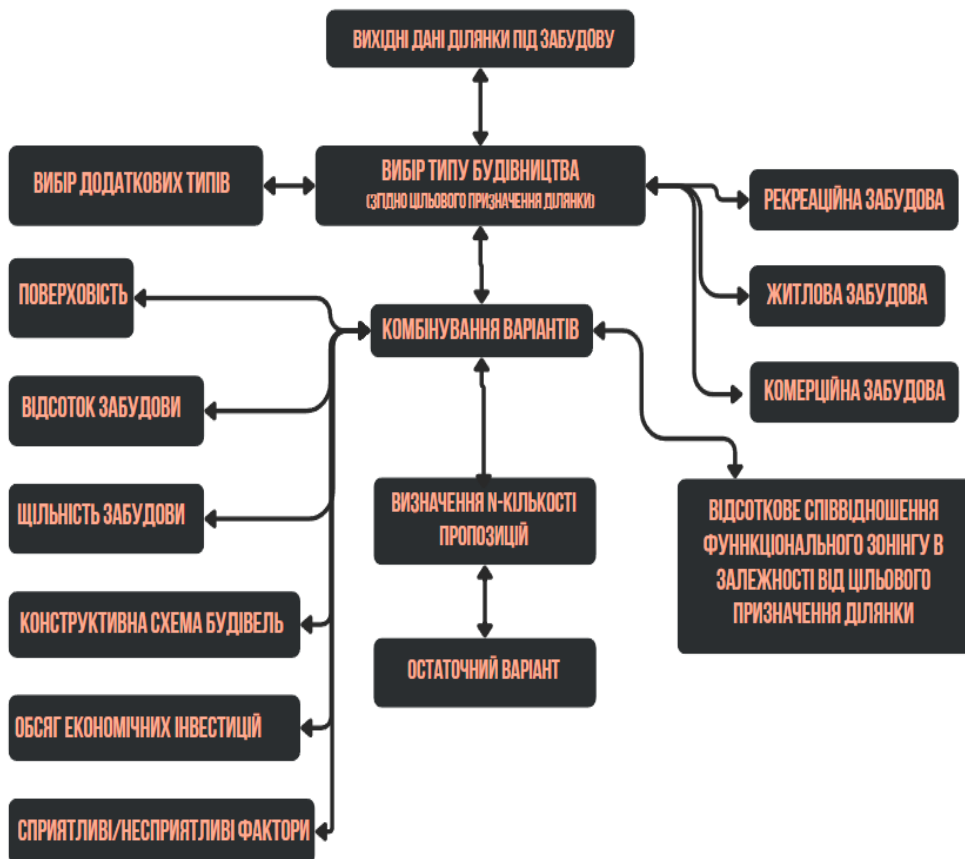 ВИХІДНІ ДАНІ ДІЛЯНКИ ПІД ЗАБУДОВУ
ВИБІР ДОДАТКОВИХ ТИПІВ
ВИБІР ТИПУ БУДІВНИЦТВА
(ЗГІДНО ЦІЛЬОВОГО ПРИЗНАЧЕННЯ ДІЛЯНКИ)
РЕКРЕАЦІЙНА ЗАБУДОВА
ЖИТЛОВА ЗАБУДОВА
КОМЕРЦІЙНА ЗАБУДОВА
ПОВЕРХОВІСТЬ
КОМБІНУВАННЯ ВАРІАНТІВ
ВІДСОТОК ЗАБУДОВИ
ЩІЛЬНІСТЬ ЗАБУДОВИ
КОНСТРУКТИВНА СХЕМА БУДІВЕЛЬ
ОБСЯГ ЕКОНОМІЧНИХ ІНВЕСТИЦІЙ
СПРИЯТЛИВІ/НЕСПРИЯТЛИВІ ФАКТОРИ
ВИЗНАЧЕННЯ N-КІЛЬКОСТІ
ПРОПОЗИЦІЙ
ОСТАТОЧНИЙ ВАРІАНТ
ВІДСОТКОВЕ СПІВВІДНОШЕННЯ
ФУННКЦІОНАЛЬНОГО ЗОНІНГУ В
ЗАЛЕЖНОСТІ ВІД ЦІЛЬОВОГО
ПРИЗНАЧЕННЯ ДІЛЯНКИ